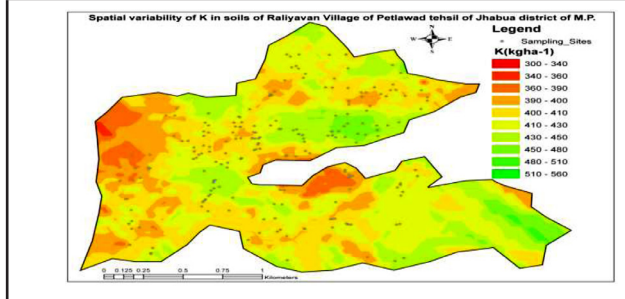 Spatial variability of K in soils of Raliyavan Village of Petlawad tehsil of Jhabua district of M.P.
N
W E
S
Legend
Sampling_Sites
K(kgha-1)
300 - 340
340 - 360
360 - 390
390 - 400
400 - 410
410 - 430
430 - 450
450 - 480
480 - 510
510 - 560
0 0.125 0.25 0.5 0.75 1
Kilometers